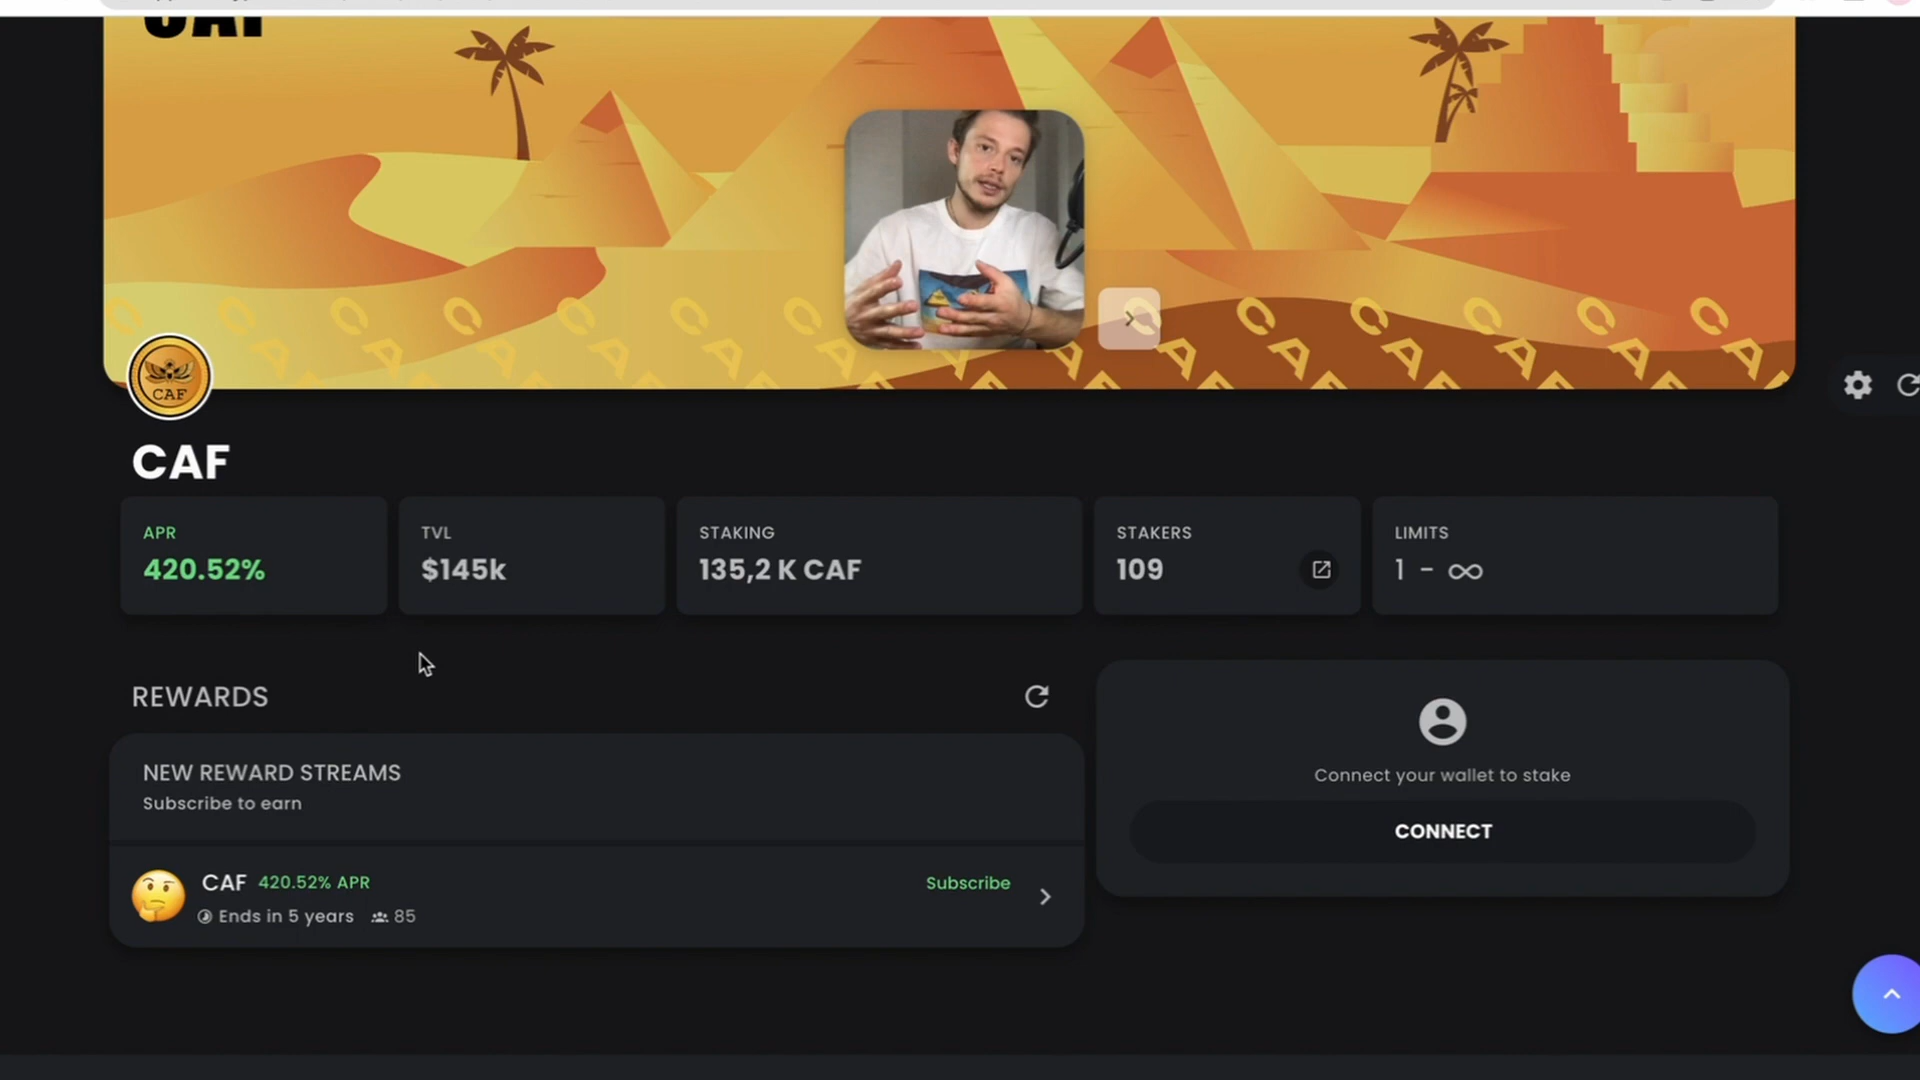 CAF
CAF
CAF
APR
420.52%
TVL
$145k
STAKING
135,2 K CAF
STAKERS
109
LIMITS
1 - ∞
REWARDS
NEW REWARD STREAMS
Subscribe to earn
CAF 420.52% APR
Subscribe
Ends in 5 years 85
Connect your wallet to stake
CONNECT